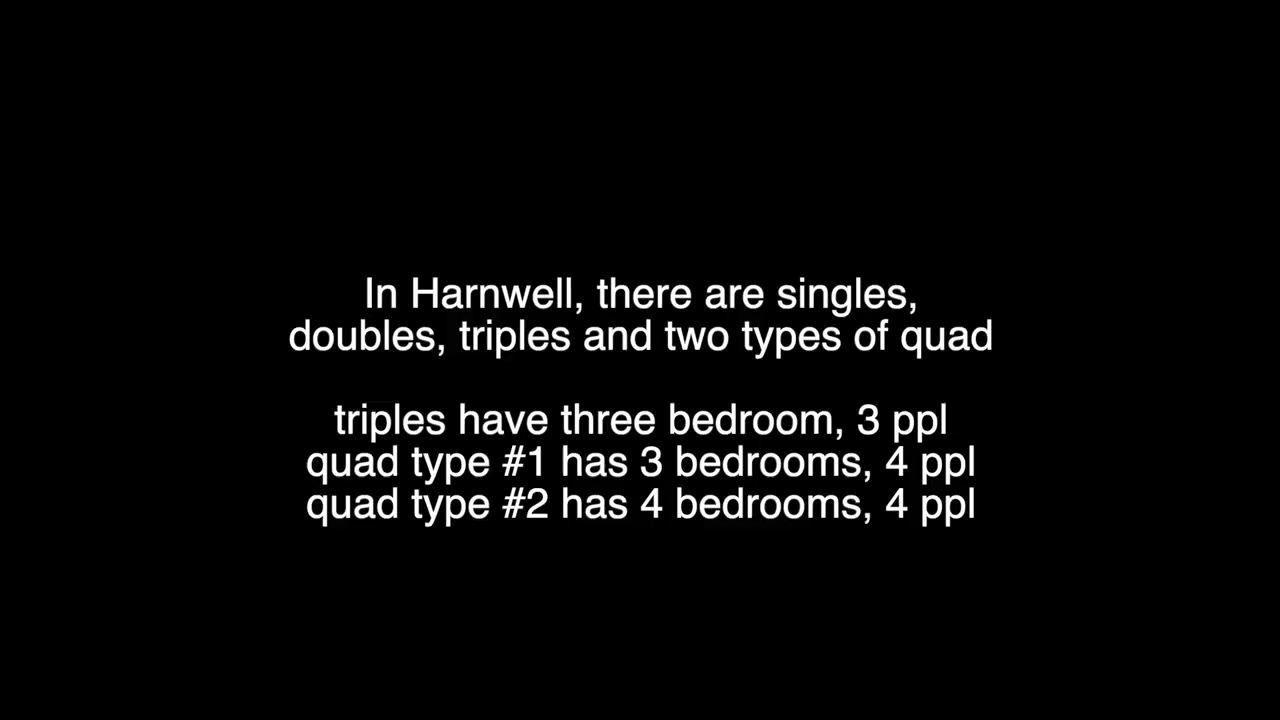 In Harnwell, there are singles,
doubles, triples and two types of quad
triples have three bedroom, 3 ppl
quad type #1 has 3 bedrooms, 4 ppl
quad type #2 has 4 bedrooms, 4 ppl